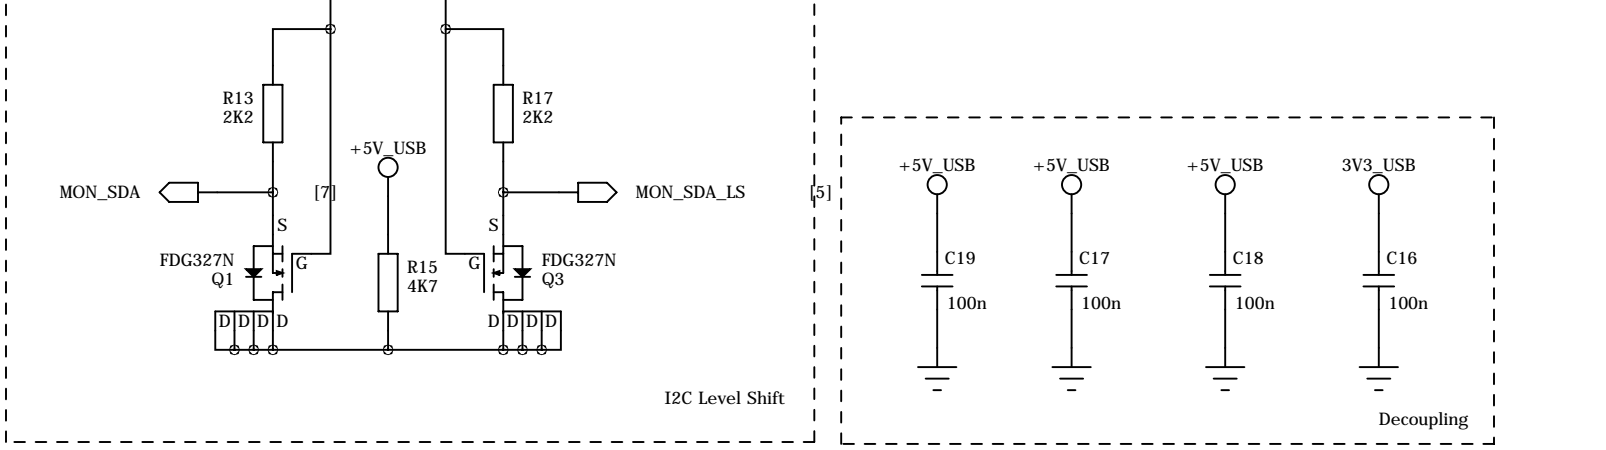 R13
2K2
R17
2K2
+5V_USB
MON_SDA
[7]
MON_SDA_LS
[5]
S
S
FDG327N
Q1
G
R15
4K7
G
FDG327N
Q3
D D D D
D D D D
I2C Level Shift
+5V_USB
+5V_USB
+5V_USB
3V3_USB
C19
100n
C17
100n
C18
100n
C16
100n
Decoupling